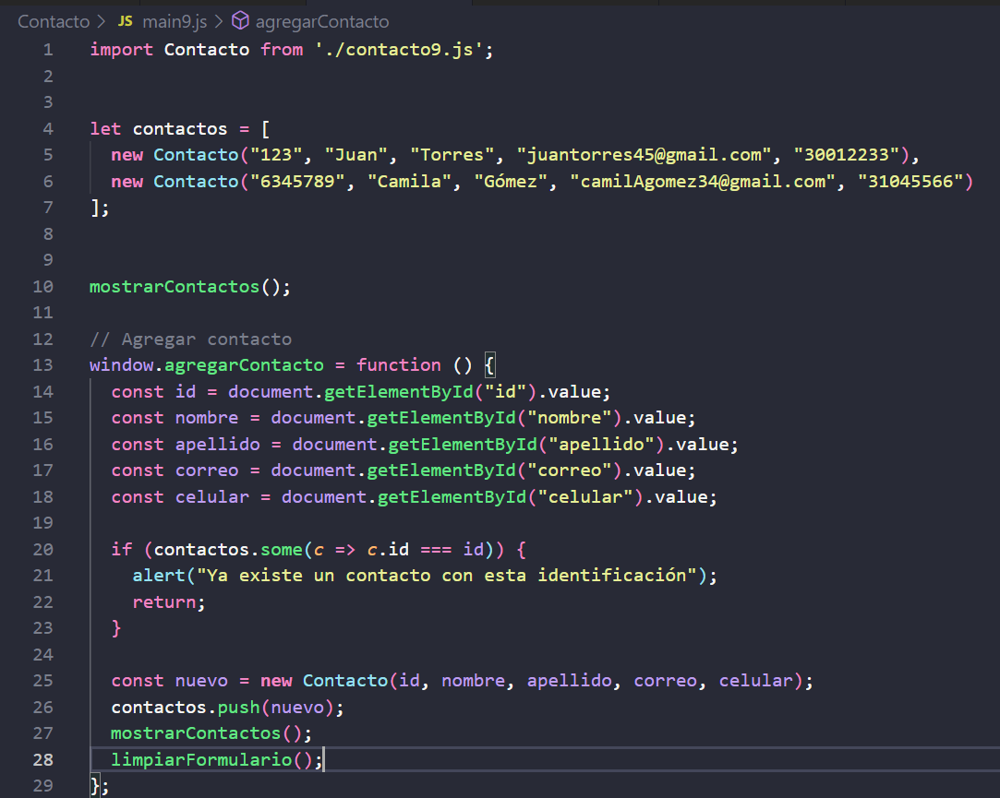 Contacto > JS main9.js > agregarContacto
1 import Contacto from './contacto9.js';
2
3
4 let contactos = [
5   new Contacto("123", "Juan", "Torres", "juantorres45@gmail.com", "30012233"),
6   new Contacto("6345789", "Camila", "Gómez", "camilAgomez34@gmail.com", "31045566")
7 ];
8
9
10 mostrarContactos();
11
12 // Agregar contacto
13 window.agregarContacto = function () {
14   const id = document.getElementById("id").value;
15   const nombre = document.getElementById("nombre").value;
16   const apellido = document.getElementById("apellido").value;
17   const correo = document.getElementById("correo").value;
18   const celular = document.getElementById("celular").value;
19
20   if (contactos.some(c => c.id === id)) {
21     alert("Ya existe un contacto con esta identificación");
22     return;
23   }
24
25   const nuevo = new Contacto(id, nombre, apellido, correo, celular);
26   contactos.push(nuevo);
27   mostrarContactos();
28   limpiarFormulario();
29 };